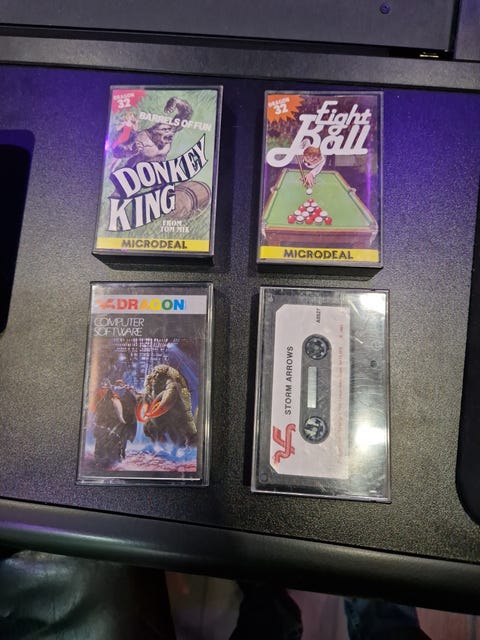 DRAGON
32
BARRELS OF FUN
DONKEY
KING
FROM
TOM MIX
MICRODEAL
DRAGON
32
Eight
Ball
MICRODEAL
DRAGON
COMPUTER
SOFTWARE
STORM ARROWS